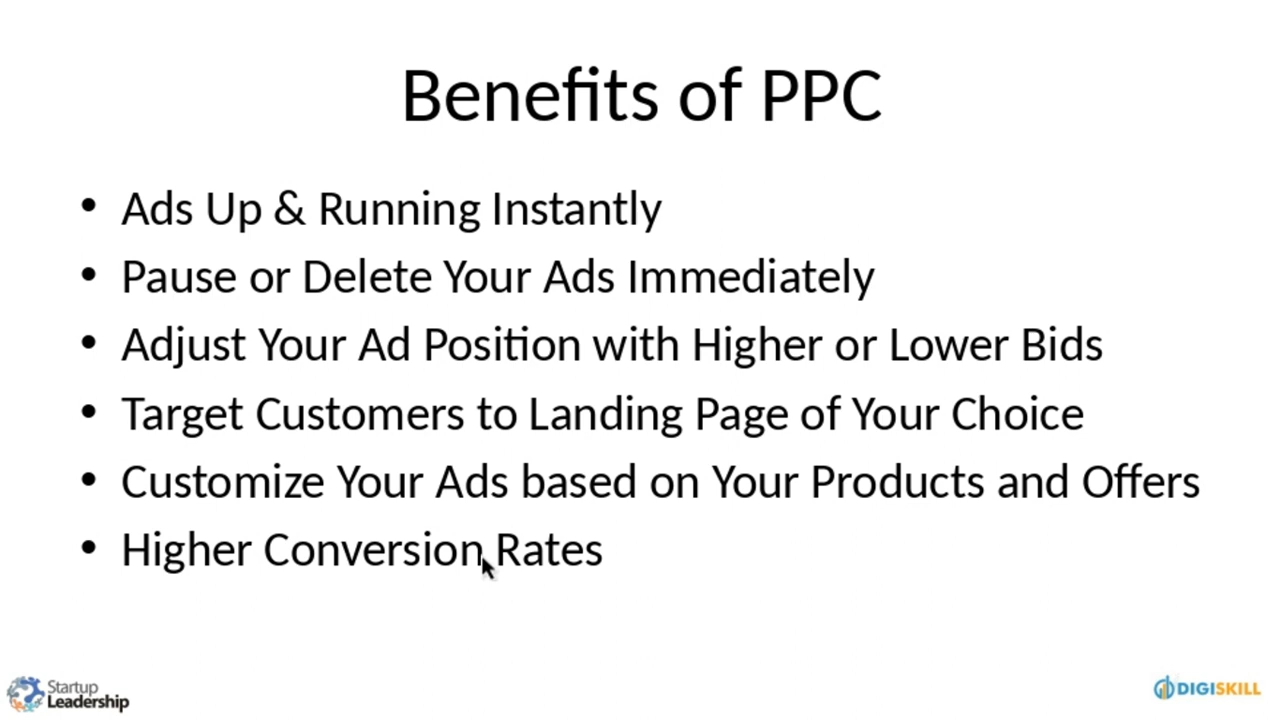 Benefits of PPC
• Ads Up & Running Instantly
• Pause or Delete Your Ads Immediately
• Adjust Your Ad Position with Higher or Lower Bids
• Target Customers to Landing Page of Your Choice
• Customize Your Ads based on Your Products and Offers
• Higher Conversion Rates
Startup
Leadership
DIGISKILL